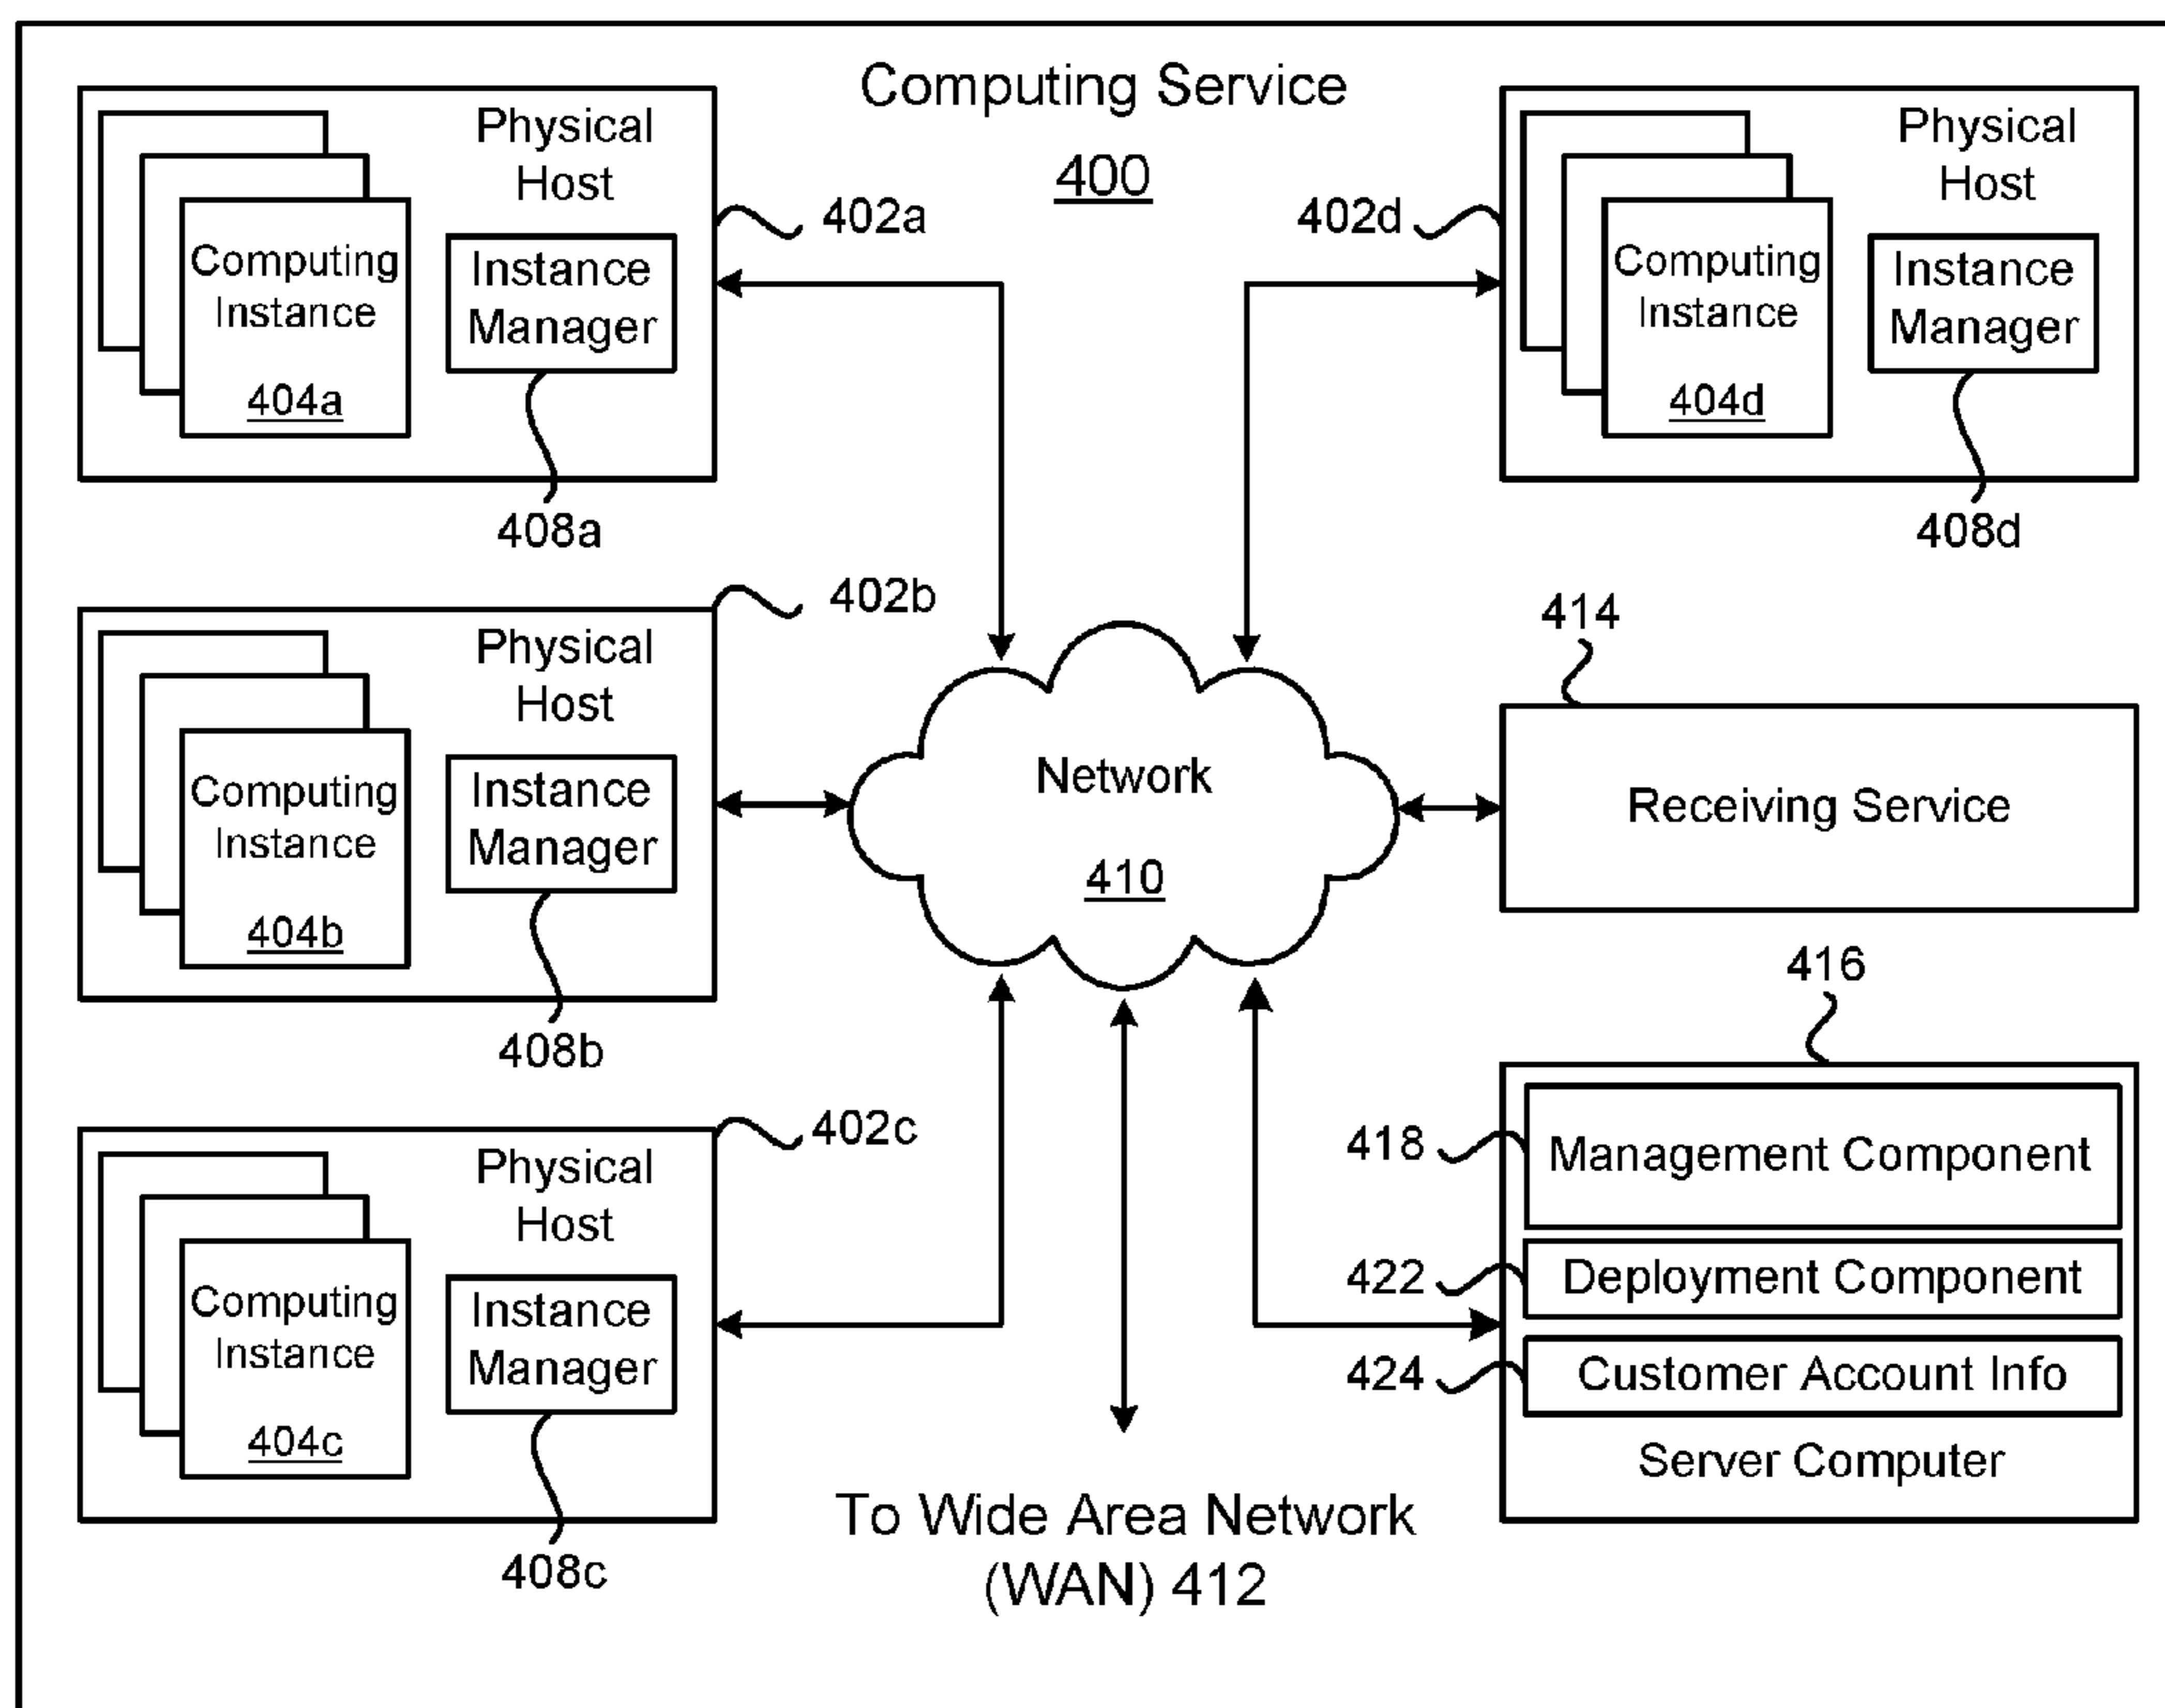 Computing Service
400
Physical
Host
402a
Computing
Instance
404a
Instance
Manager
408a
Physical
Host
402d
Computing
Instance
404d
Instance
Manager
408d
Physical
Host
402b
Computing
Instance
404b
Instance
Manager
408b
Network
410
414
Receiving Service
Physical
Host
402c
Computing
Instance
404c
Instance
Manager
408c
To Wide Area Network
(WAN) 412
416
418
Management Component
422
Deployment Component
424
Customer Account Info
Server Computer